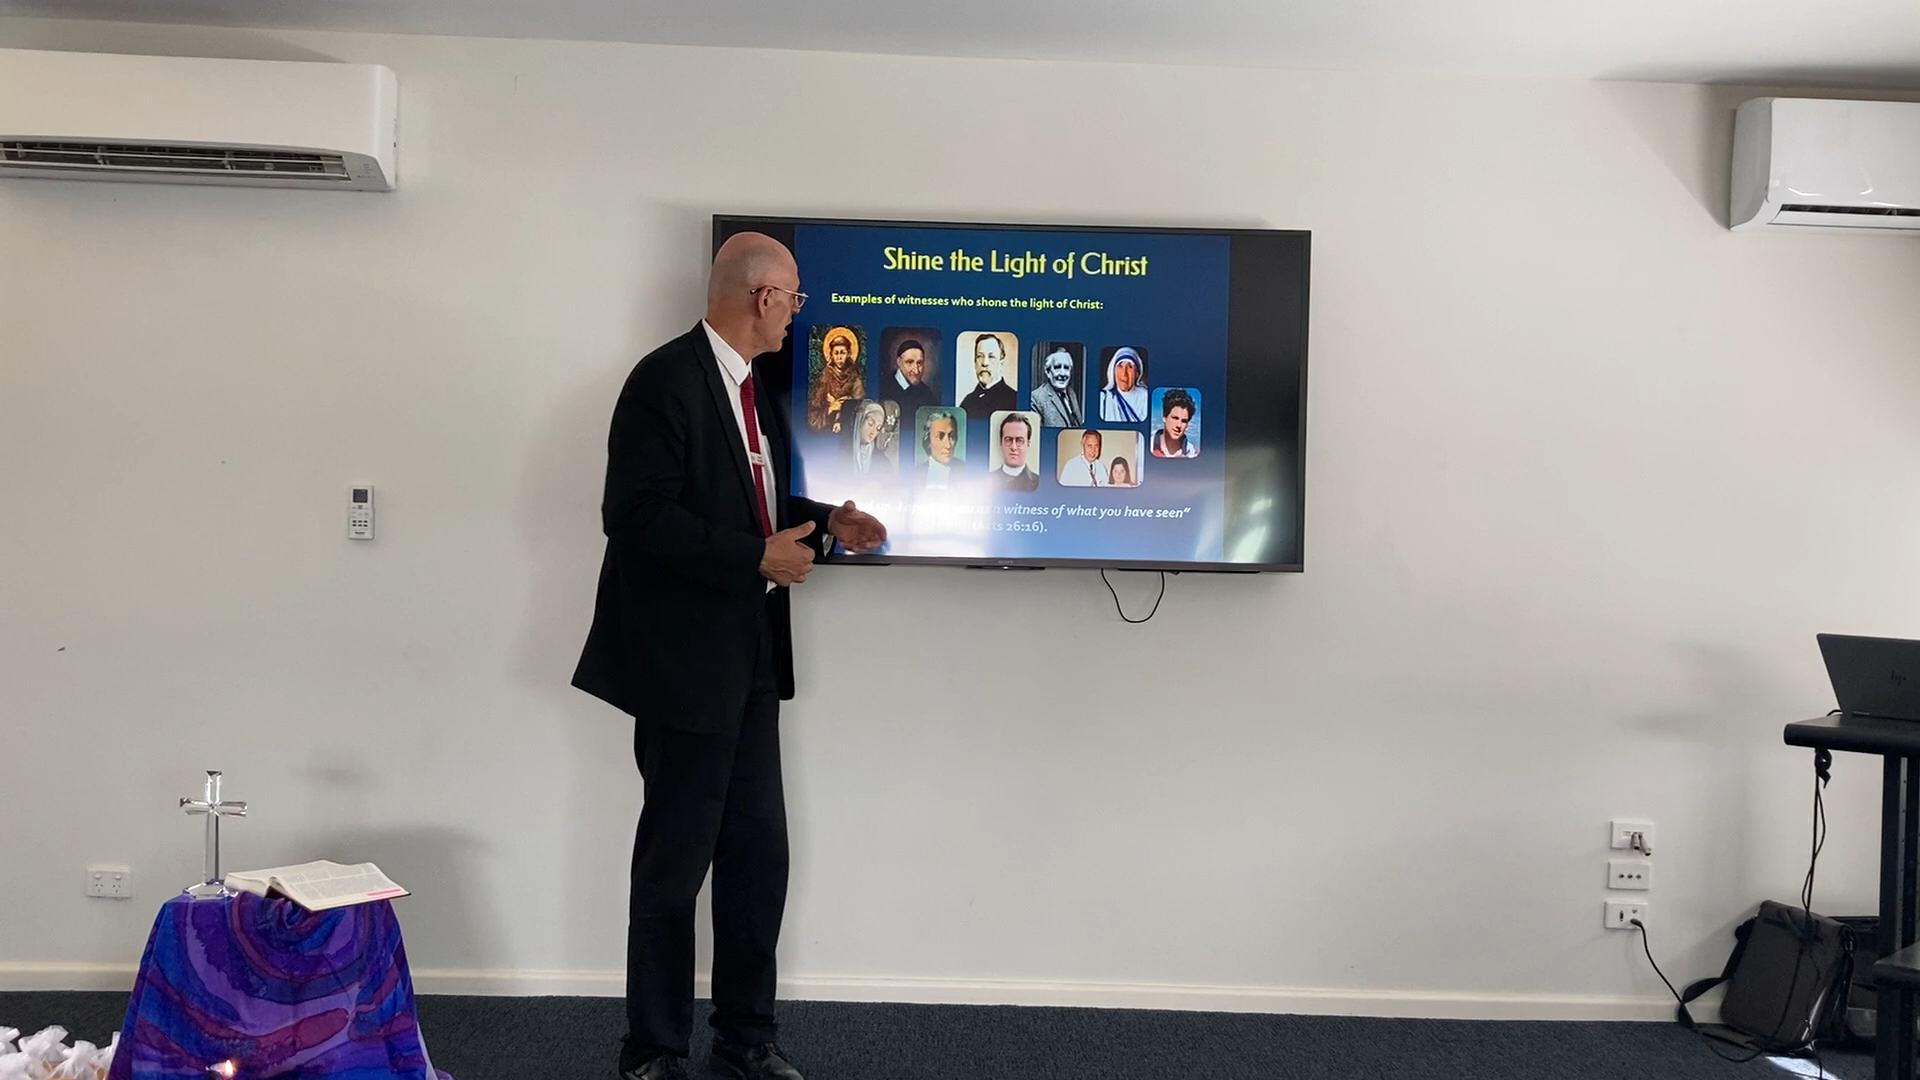 Shine the Light of Christ
Examples of witnesses who shone the light of Christ:
witness of what you have seen"
26:16).
hp